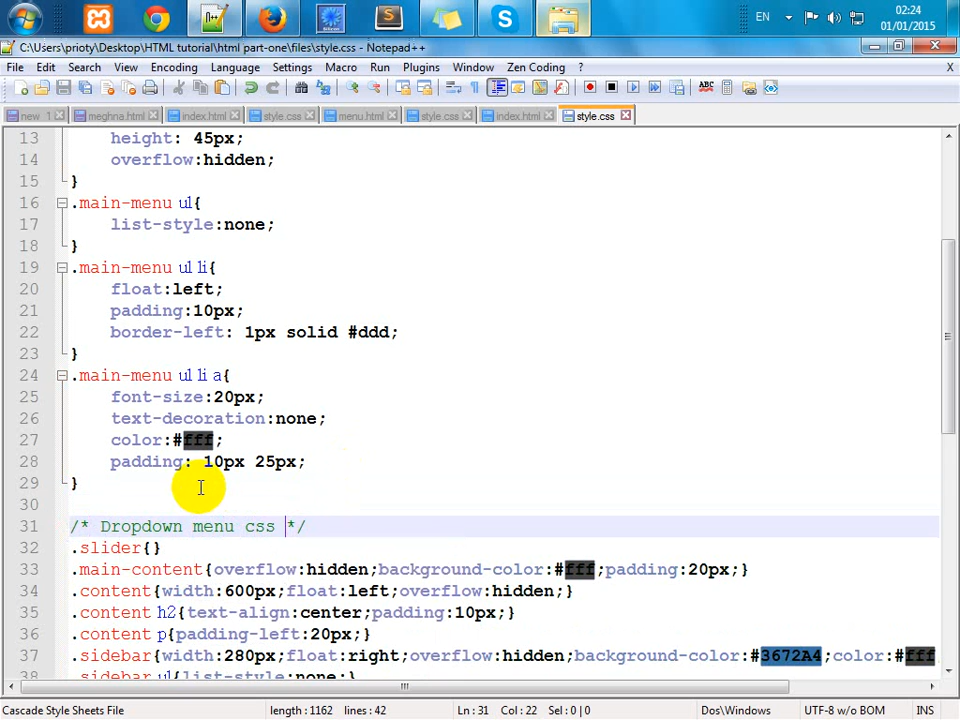 EN
02:24
01/01/2015
C:\Users\prioty\Desktop\HTML tutorial\html part-one\files\style.css - Notepad++
File Edit Search View Encoding Language Settings Macro Run Plugins Window Zen Coding ? X
new 1 meghna.html index.html style.css menu.html style.css index.html style.css
13 height: 45px;
14 overflow:hidden;
15 }
16 .main-menu ul{
17 list-style:none;
18 }
19 .main-menu ul li{
20 float:left;
21 padding:10px;
22 border-left: 1px solid #ddd;
23 }
24 .main-menu ul li a{
25 font-size:20px;
26 text-decoration:none;
27 color:#fff;
28 padding: 10px 25px;
29 }
30
31 /* Dropdown menu css */
32 .slider{}
33 .main-content{overflow:hidden;background-color:#fff;padding:20px;}
34 .content{width:600px;float:left;overflow:hidden;}
35 .content h2{text-align:center;padding:10px;}
36 .content p{padding-left:20px;}
37 .sidebar{width:280px;float:right;overflow:hidden;background-color:#3672A4;color:#fff
38 .sidebar ul{list-style:none;}
Cascade Style Sheets File length : 1162 lines : 42 Ln : 31 Col : 22 Sel : 0 | 0 Dos\Windows UTF-8 w/o BOM INS